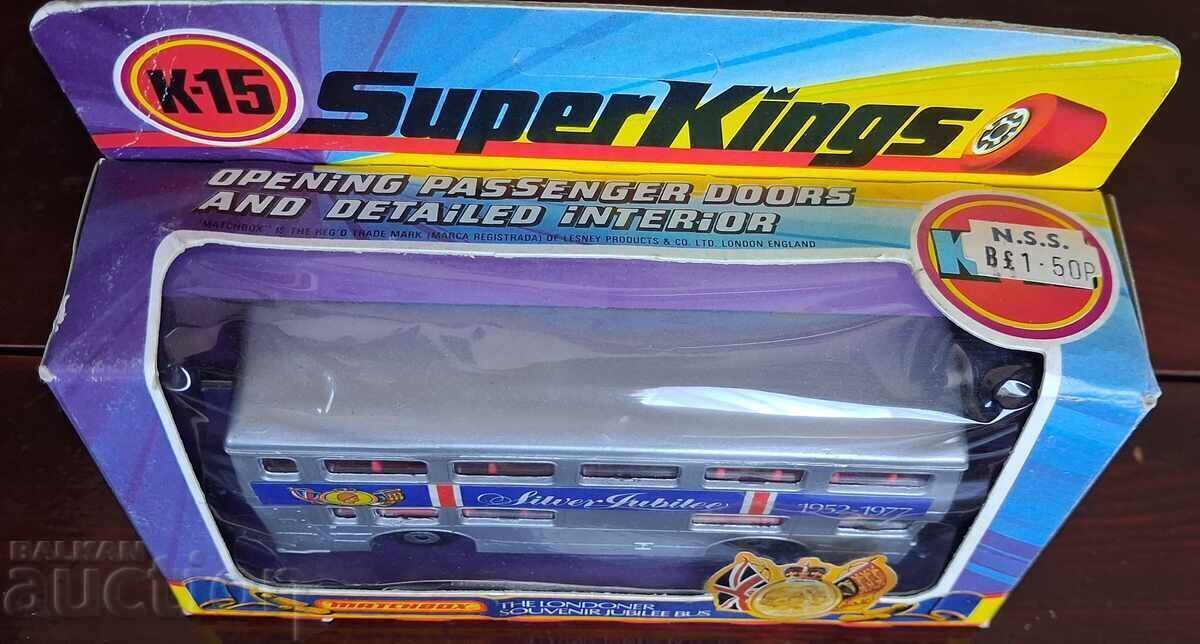 K-15
SuperKings
OPENING PASSENGER DOORS
AND DETAILED INTERIOR
"MATCHBOX" IS THE REG'D TRADE MARK (MARCA REGISTRADA) OF LESNEY PRODUCTS & CO. LTD. LONDON ENGLAND
K
N.S.S.
B£1·50P
Silver Jubilee
1952-1977
MATCHBOX
THE LONDONER
SOUVENIR JUBILEE BUS
BALKAN
auction